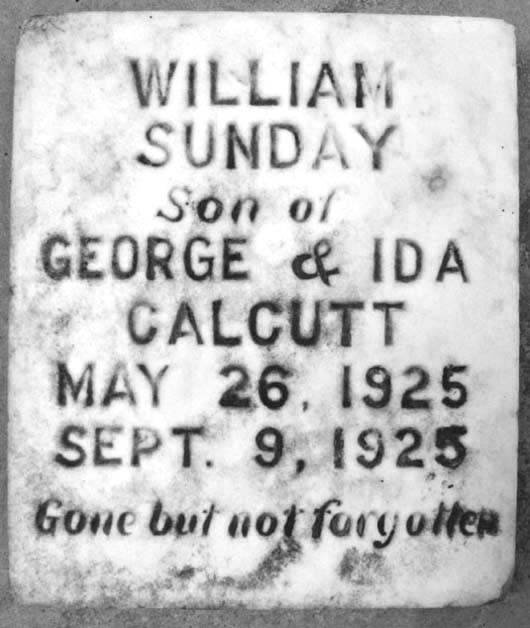 WILLIAM
SUNDAY
Son of
GEORGE & IDA
CALCUTT
MAY 26, 1925
SEPT. 9, 1925
Gone but not forgotten